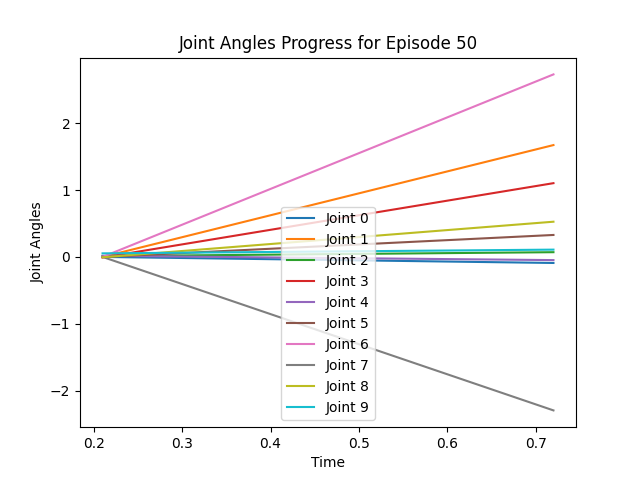 Joint Angles Progress for Episode 50
Joint Angles
2
1
0
−1
−2
Joint 0
Joint 1
Joint 2
Joint 3
Joint 4
Joint 5
Joint 6
Joint 7
Joint 8
Joint 9
0.2 0.3 0.4 0.5 0.6 0.7
Time